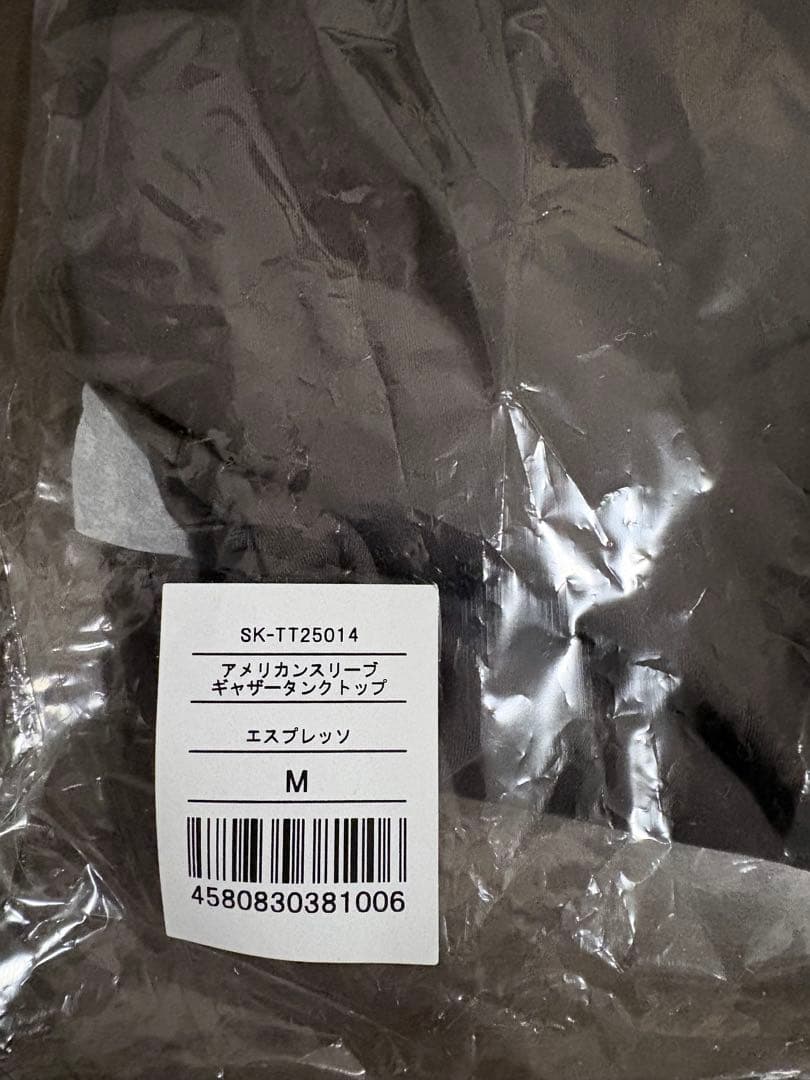 SK-TT25014
アメリカンスリーブ
ギャザータンクトップ
エスプレッソ
M
4580830381006